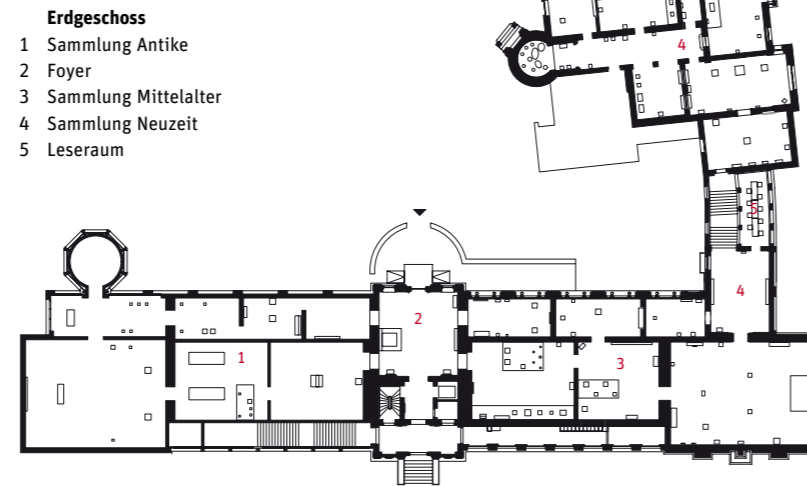 Erdgeschoss
1 Sammlung Antike
2 Foyer
3 Sammlung Mittelalter
4 Sammlung Neuzeit
5 Leseraum
4
5
4
2
1
3